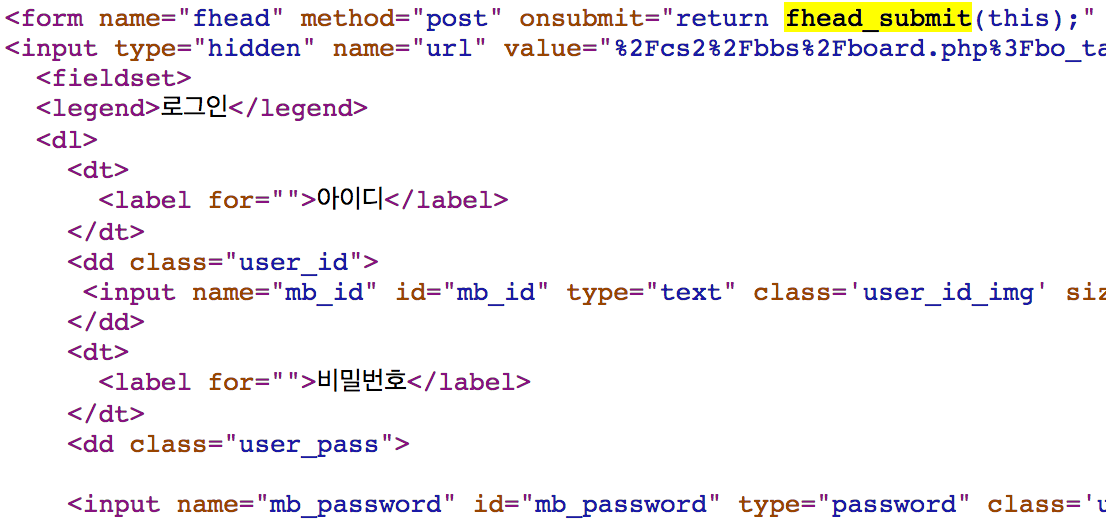 <form name="fhead" method="post" onsubmit="return fhead_submit(this);"
<input type="hidden" name="url" value="%2Fcs2%2Fbbs%2Fboard.php%3Fbo_ta
<fieldset>
<legend>로그인</legend>
<dl>
<dt>
<label for="">아이디</label>
</dt>
<dd class="user_id">
<input name="mb_id" id="mb_id" type="text" class='user_id_img' siz
</dd>
<dt>
<label for="">비밀번호</label>
</dt>
<dd class="user_pass">
<input name="mb_password" id="mb_password" type="password" class='u